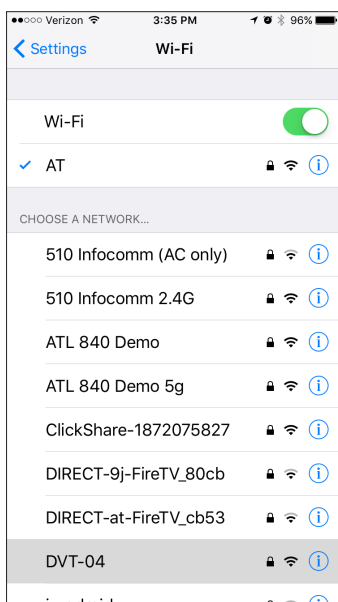 Verizon 3:35 PM 96%
Settings Wi-Fi
Wi-Fi
AT
CHOOSE A NETWORK...
510 Infocomm (AC only)
510 Infocomm 2.4G
ATL 840 Demo
ATL 840 Demo 5g
ClickShare-1872075827
DIRECT-9j-FireTV_80cb
DIRECT-at-FireTV_cb53
DVT-04